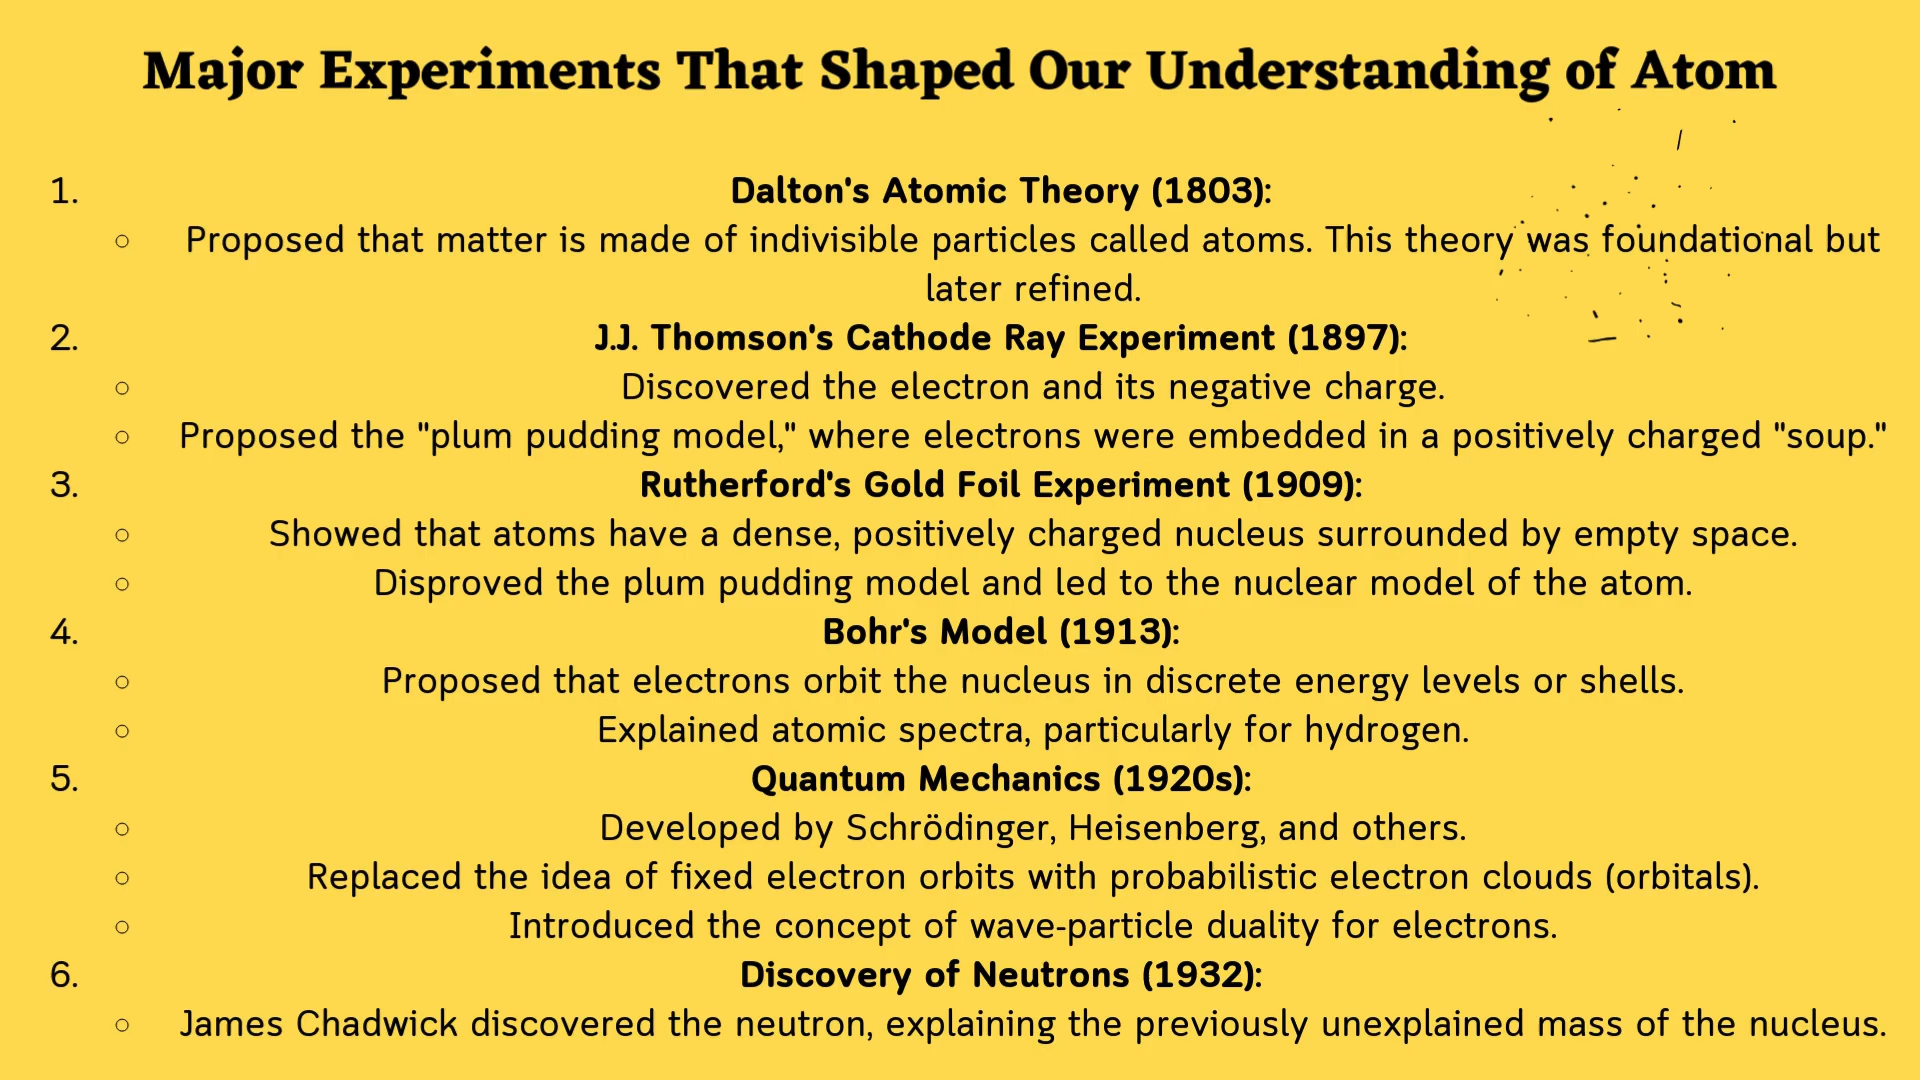 Major Experiments That Shaped Our Understanding of Atom
1. Dalton's Atomic Theory (1803):
○ Proposed that matter is made of indivisible particles called atoms. This theory was foundational but
later refined.
2. J.J. Thomson's Cathode Ray Experiment (1897):
○ Discovered the electron and its negative charge.
○ Proposed the "plum pudding model," where electrons were embedded in a positively charged "soup."
3. Rutherford's Gold Foil Experiment (1909):
○ Showed that atoms have a dense, positively charged nucleus surrounded by empty space.
○ Disproved the plum pudding model and led to the nuclear model of the atom.
4. Bohr's Model (1913):
○ Proposed that electrons orbit the nucleus in discrete energy levels or shells.
○ Explained atomic spectra, particularly for hydrogen.
5. Quantum Mechanics (1920s):
○ Developed by Schrödinger, Heisenberg, and others.
○ Replaced the idea of fixed electron orbits with probabilistic electron clouds (orbitals).
○ Introduced the concept of wave-particle duality for electrons.
6. Discovery of Neutrons (1932):
○ James Chadwick discovered the neutron, explaining the previously unexplained mass of the nucleus.